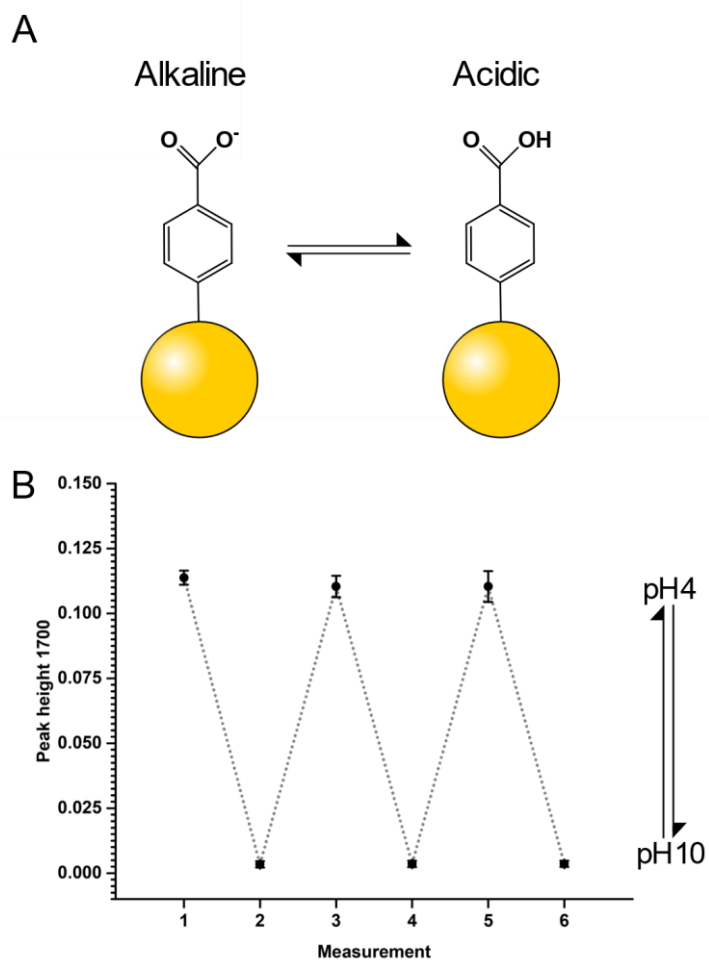 A
Alkaline Acidic
O O-
O OH
B
0.150
0.125
0.100
0.075
0.050
0.025
0.000
Peak height 1700
1 2 3 4 5 6
Measurement
pH4
pH10